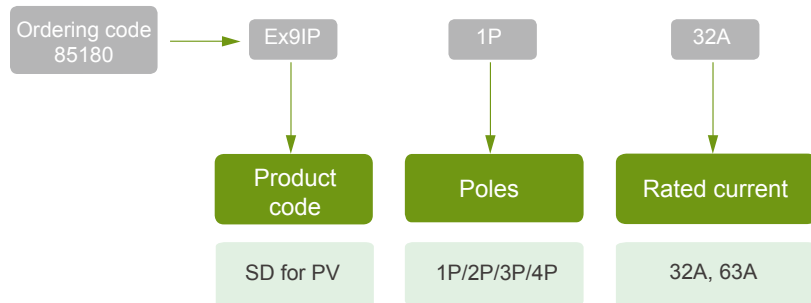 Ordering code
85180
Ex9IP
1P
32A
Product
code
Poles
Rated current
SD for PV
1P/2P/3P/4P
32A, 63A